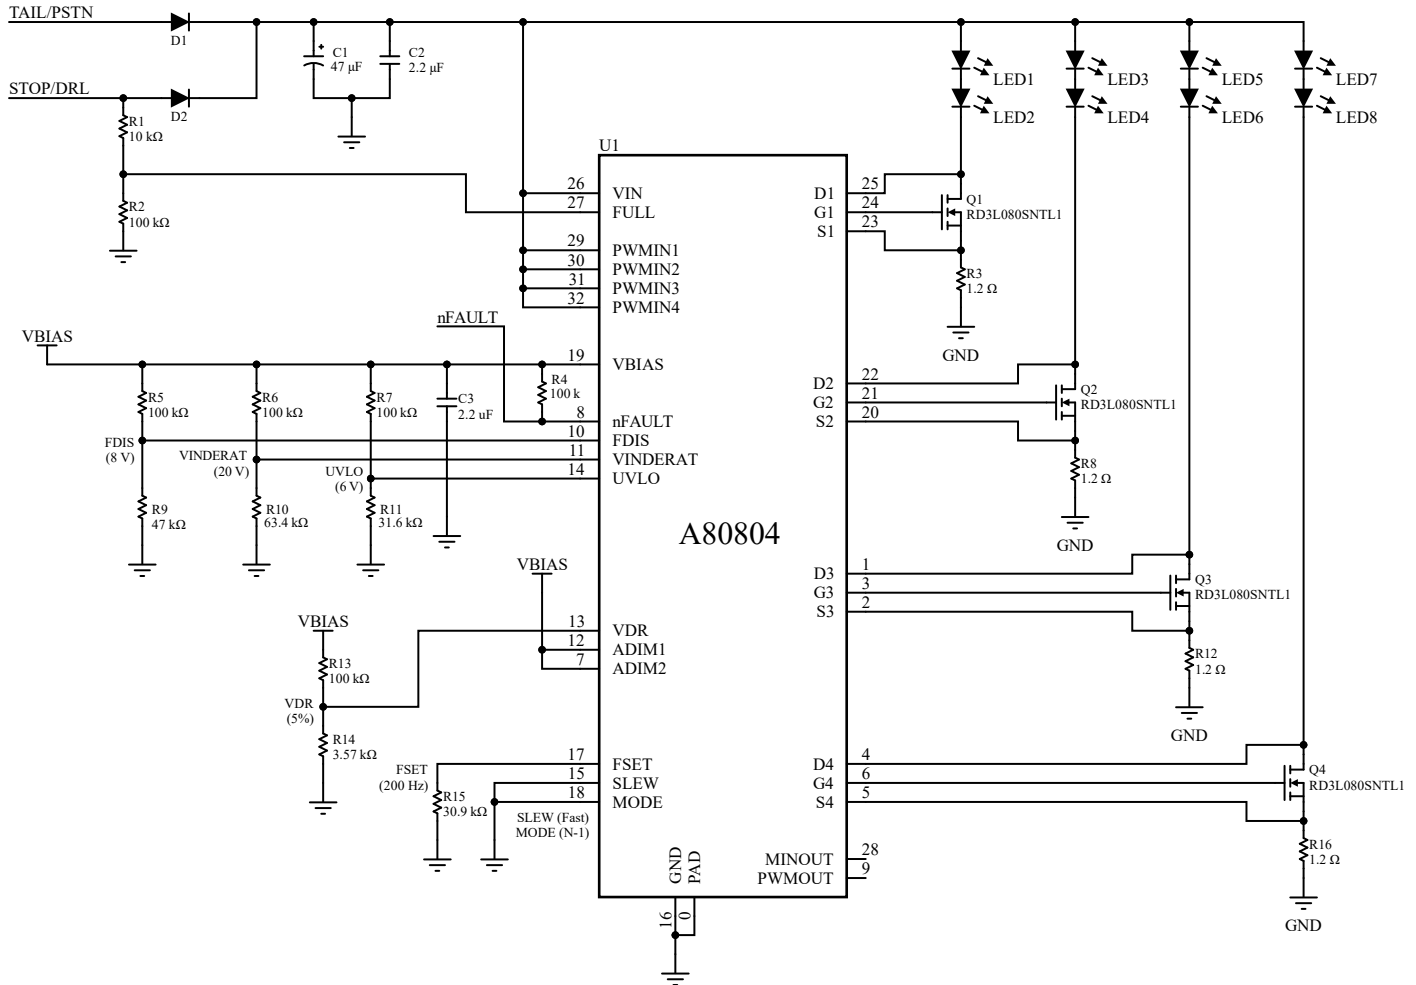 TAIL/PSTN
D1
C1
47 µF
C2
2.2 µF
STOP/DRL
D2
R1
10 kΩ
R2
100 kΩ
LED1
LED2
LED3
LED4
LED5
LED6
LED7
LED8
U1
26
VIN
27
FULL
29
PWMIN1
30
PWMIN2
31
PWMIN3
32
PWMIN4
D1
25
G1
24
S1
23
Q1
RD3L080SNTL1
R3
1.2 Ω
GND
nFAULT
VBIAS
19
VBIAS
R5
100 kΩ
R6
100 kΩ
R7
100 kΩ
C3
2.2 uF
R4
100 k
8
nFAULT
FDIS
(8 V)
10
FDIS
VINDERAT
(20 V)
11
VINDERAT
UVLO
(6 V)
14
UVLO
R9
47 kΩ
R10
63.4 kΩ
R11
31.6 kΩ
D2
22
G2
21
S2
20
Q2
RD3L080SNTL1
R8
1.2 Ω
GND
A80804
VBIAS
D3
1
G3
3
S3
2
Q3
RD3L080SNTL1
R12
1.2 Ω
GND
VBIAS
13
VDR
12
ADIM1
7
ADIM2
R13
100 kΩ
VDR
(5%)
R14
3.57 kΩ
17
FSET
15
SLEW
18
MODE
FSET
(200 Hz)
R15
30.9 kΩ
SLEW (Fast)
MODE (N-1)
D4
4
G4
6
S4
5
Q4
RD3L080SNTL1
R16
1.2 Ω
GND
MINOUT
28
PWMOUT
9
GND
PAD
16
0